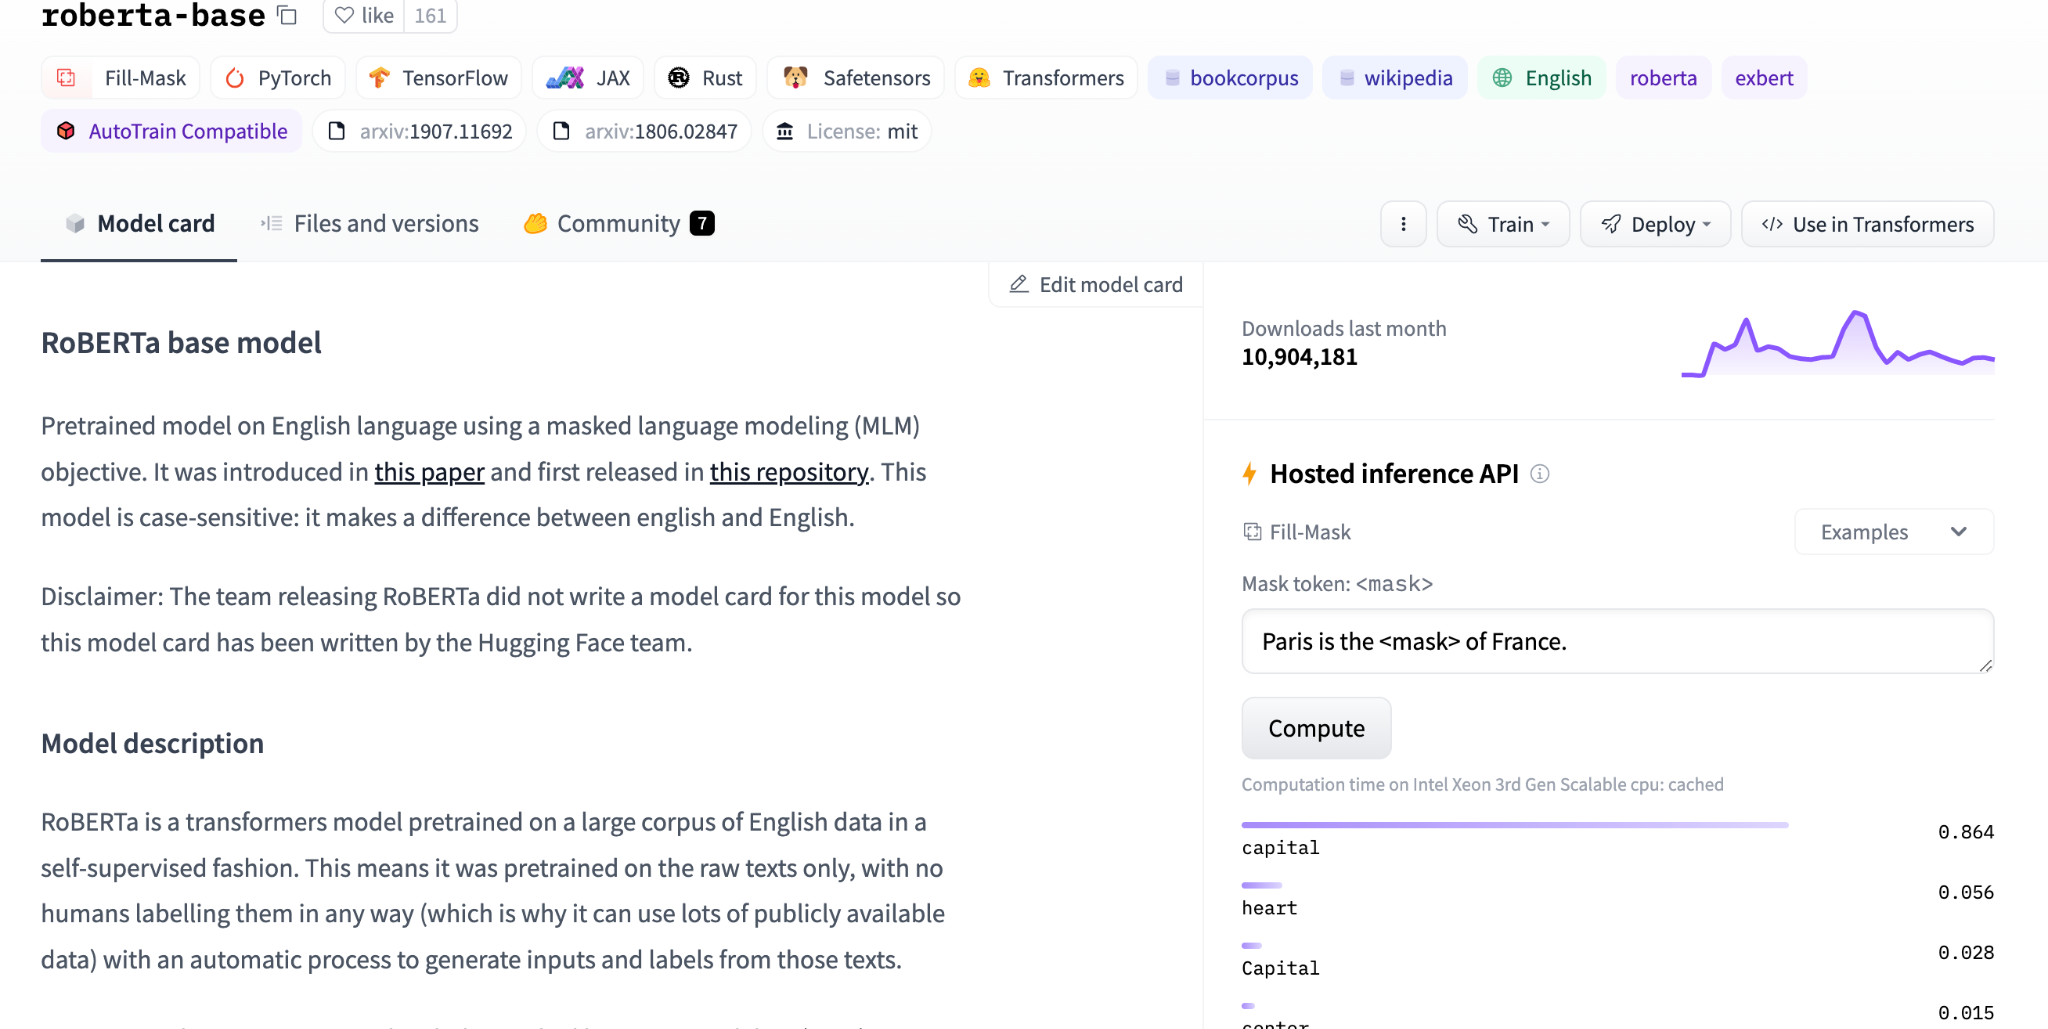 roberta-base like 161
Fill-Mask PyTorch TensorFlow JAX Rust Safetensors Transformers bookcorpus wikipedia English roberta exbert
AutoTrain Compatible arxiv:1907.11692 arxiv:1806.02847 License: mit
Model card Files and versions Community 7 Train Deploy </> Use in Transformers
Edit model card
RoBERTa base model
Pretrained model on English language using a masked language modeling (MLM)
objective. It was introduced in this paper and first released in this repository. This
model is case-sensitive: it makes a difference between english and English.
Disclaimer: The team releasing RoBERTa did not write a model card for this model so
this model card has been written by the Hugging Face team.
Model description
RoBERTa is a transformers model pretrained on a large corpus of English data in a
self-supervised fashion. This means it was pretrained on the raw texts only, with no
humans labelling them in any way (which is why it can use lots of publicly available
data) with an automatic process to generate inputs and labels from those texts.
Downloads last month
10,904,181
Hosted inference API
Fill-Mask Examples
Mask token: <mask>
Paris is the <mask> of France.
Compute
Computation time on Intel Xeon 3rd Gen Scalable cpu: cached
capital 0.864
heart 0.056
Capital 0.028
center 0.015